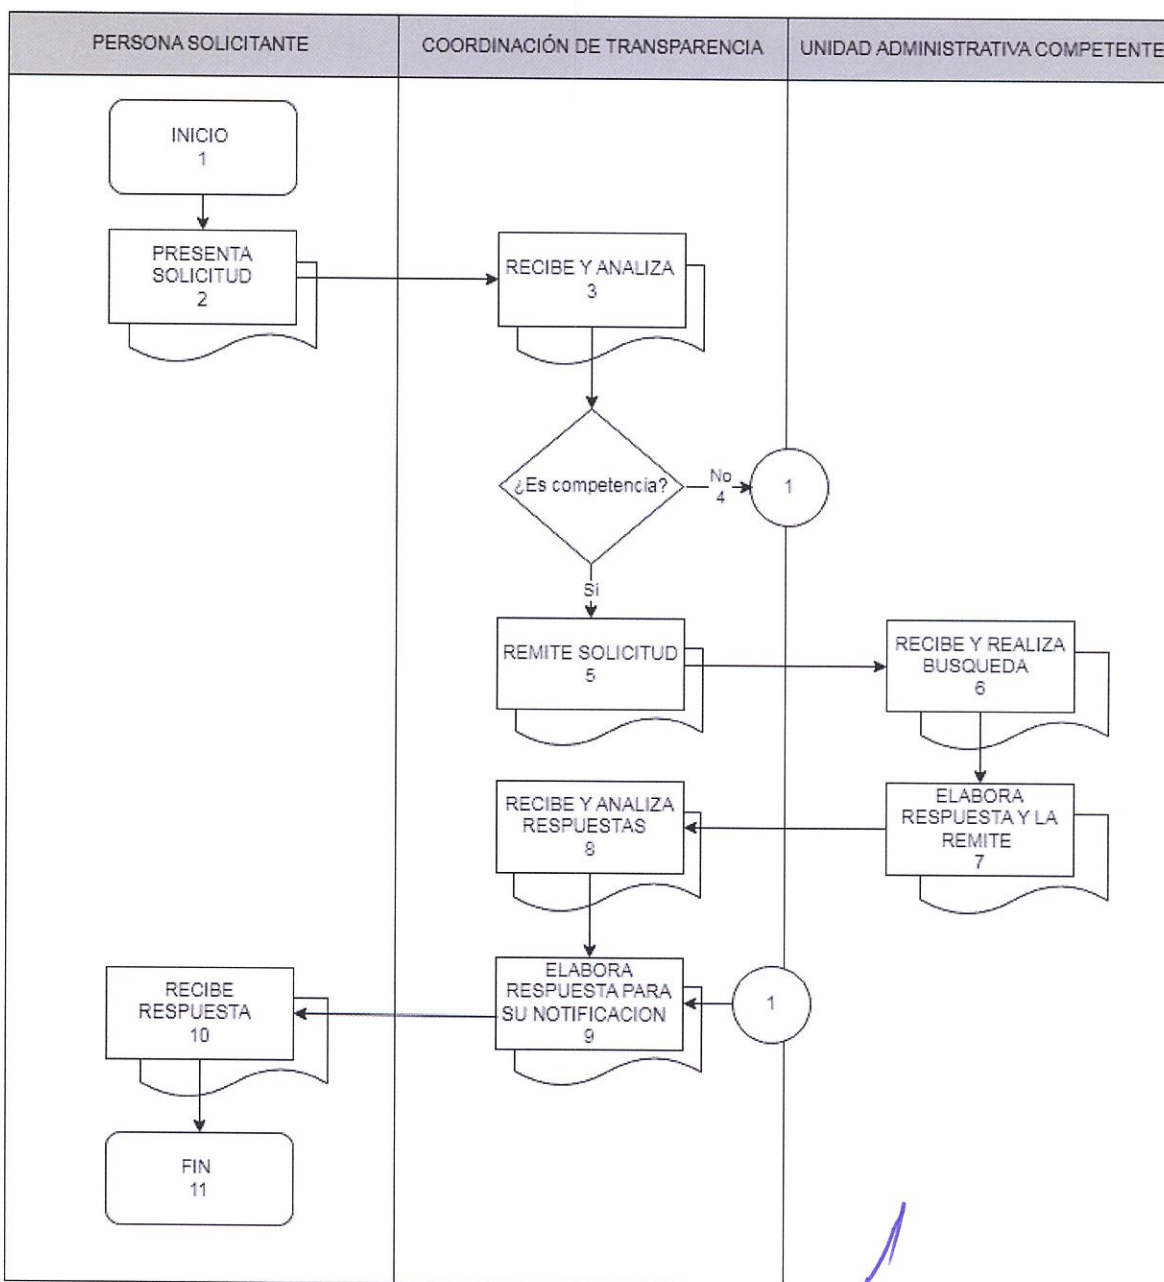 PERSONA SOLICITANTE
COORDINACIÓN DE TRANSPARENCIA
UNIDAD ADMINISTRATIVA COMPETENTE
INICIO
1
PRESENTA
SOLICITUD
2
RECIBE Y ANALIZA
3
¿Es competencia?
No
4
1
Si
REMITE SOLICITUD
5
RECIBE Y REALIZA
BUSQUEDA
6
ELABORA
RESPUESTA Y LA
REMITE
7
RECIBE Y ANALIZA
RESPUESTAS
8
ELABORA
RESPUESTA PARA
SU NOTIFICACION
9
1
RECIBE
RESPUESTA
10
FIN
11